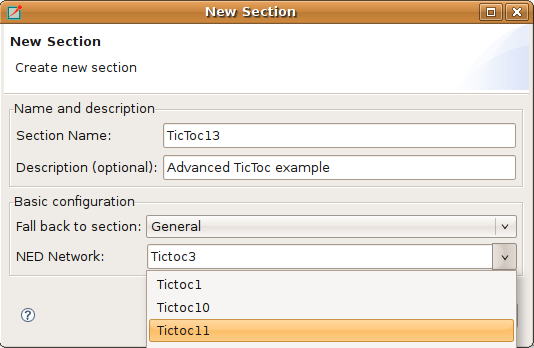 New Section
New Section
Create new section
Name and description
Section Name: TicToc13
Description (optional): Advanced TicToc example
Basic configuration
Fall back to section: General
NED Network: Tictoc3
Tictoc1
Tictoc10
Tictoc11
?